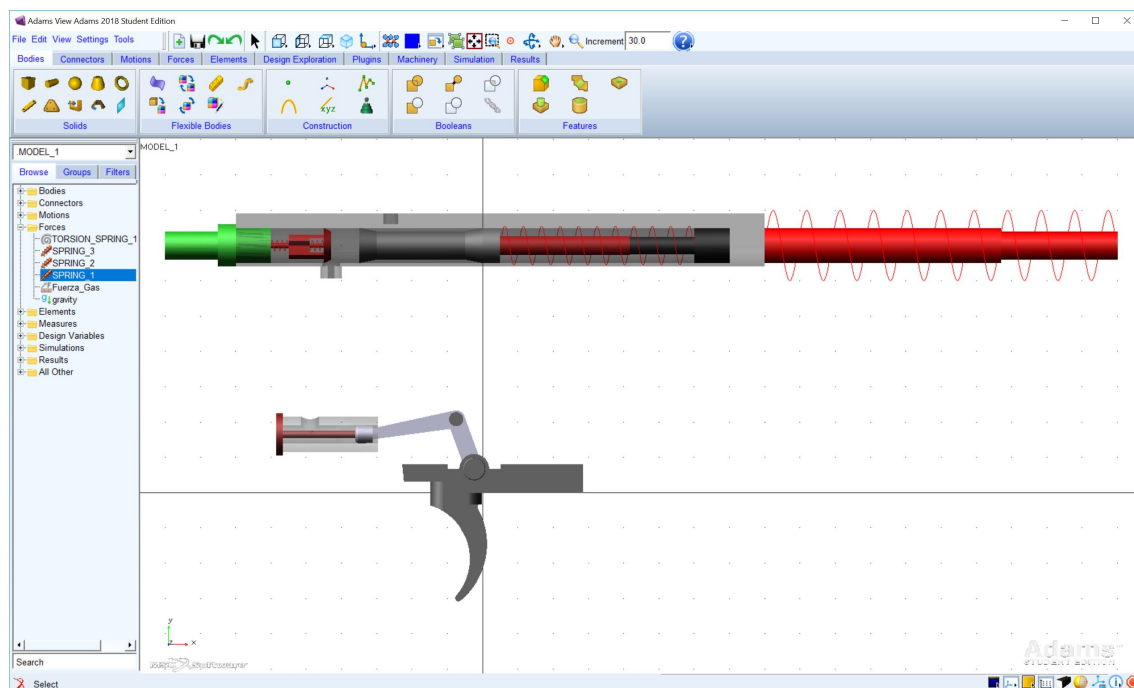 Adams View Adams 2018 Student Edition
File Edit View Settings Tools
Increment 30.0
Bodies Connectors Motions Forces Elements Design Exploration Plugins Machinery Simulation Results
xyz
Solids Flexible Bodies Construction Booleans Features
.MODEL_1
MODEL_1
Browse Groups Filters
Bodies
Connectors
Motions
Forces
TORSION_SPRING_1
SPRING_3
SPRING_2
SPRING_1
Fuerza_Gas
gravity
Elements
Measures
Design Variables
Simulations
Results
All Other
y
z x
Search
MSC Software
Adams
STUDENT EDITION
Select